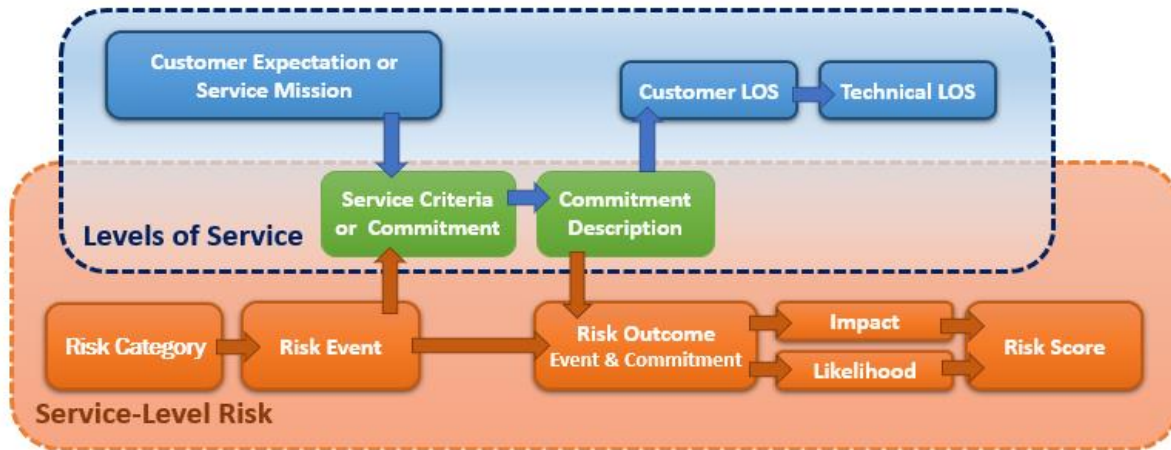 Customer Expectation or
Service Mission
Customer LOS
Technical LOS
Service Criteria
or Commitment
Commitment
Description
Levels of Service
Risk Category
Risk Event
Risk Outcome
Event & Commitment
Impact
Likelihood
Risk Score
Service-Level Risk